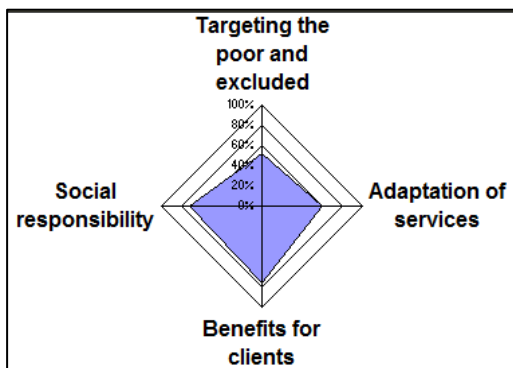 Targeting the
poor and
excluded
100%
80%
60%
40%
20%
0%
Social
responsibility
Adaptation of
services
Benefits for
clients